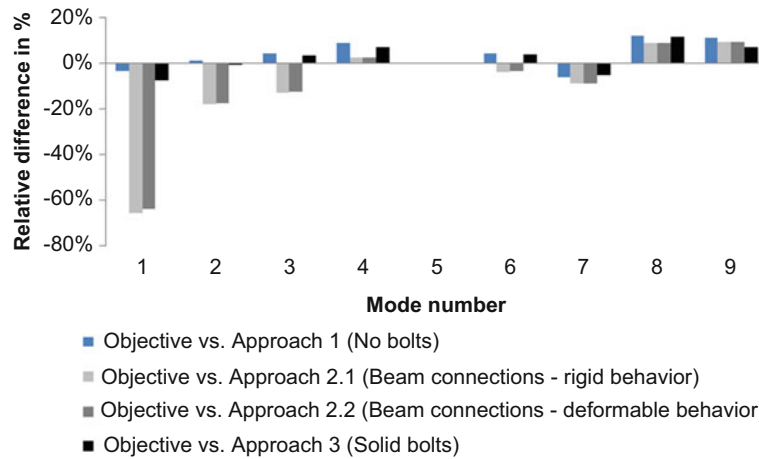 20%
0%
-20%
-40%
-60%
-80%
Relative difference in %
1 2 3 4 5 6 7 8 9
Mode number
Objective vs. Approach 1 (No bolts)
Objective vs. Approach 2.1 (Beam connections - rigid behavior)
Objective vs. Approach 2.2 (Beam connections - deformable behavior
Objective vs. Approach 3 (Solid bolts)